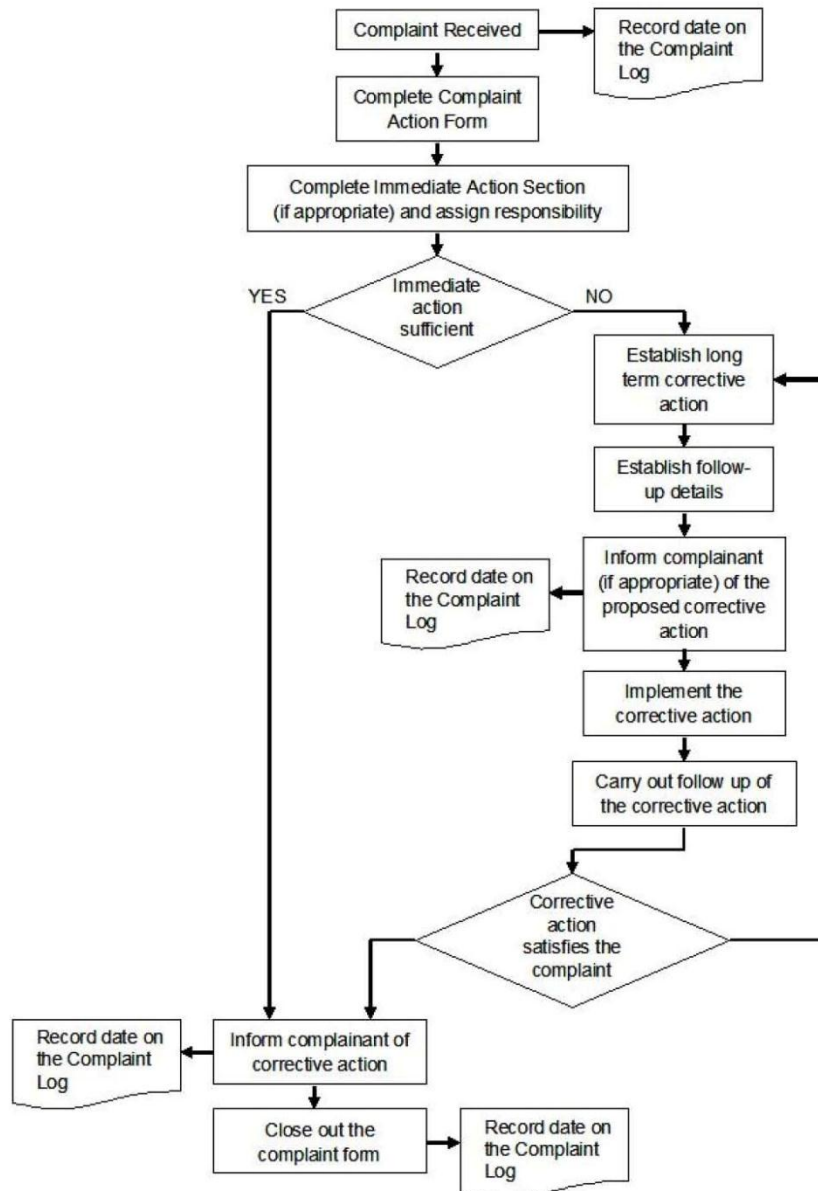 Complaint Received
Record date on
the Complaint
Log
Complete Complaint
Action Form
Complete Immediate Action Section
(if appropriate) and assign responsibility
YES
Immediate
action
sufficient
NO
Establish long
term corrective
action
Establish follow-
up details
Inform complainant
(if appropriate) of the
proposed corrective
action
Record date on
the Complaint
Log
Implement the
corrective action
Carry out follow up of
the corrective action
Corrective
action
satisfies the
complaint
Inform complainant of
corrective action
Record date on
the Complaint
Log
Close out the
complaint form
Record date on
the Complaint
Log